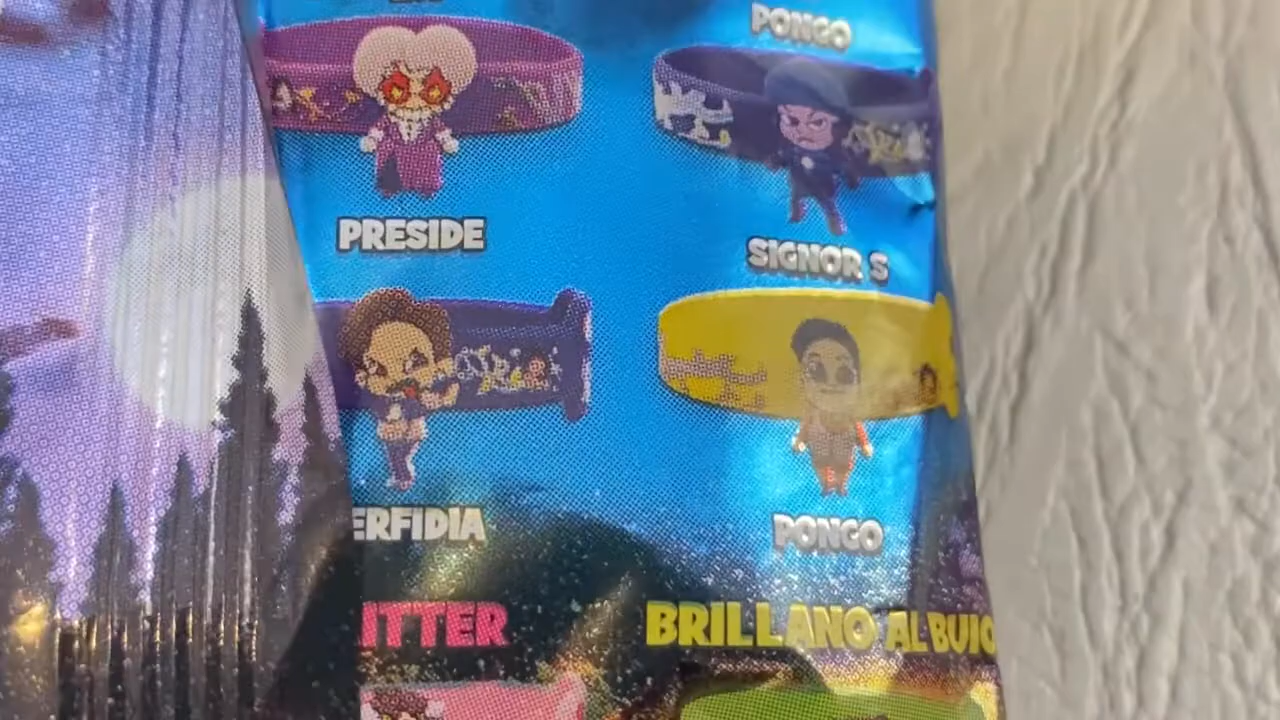 PONGO
PRESIDE
SIGNOR S
ERFIDIA
PONGO
ITTER
BRILLANO AL BUIO